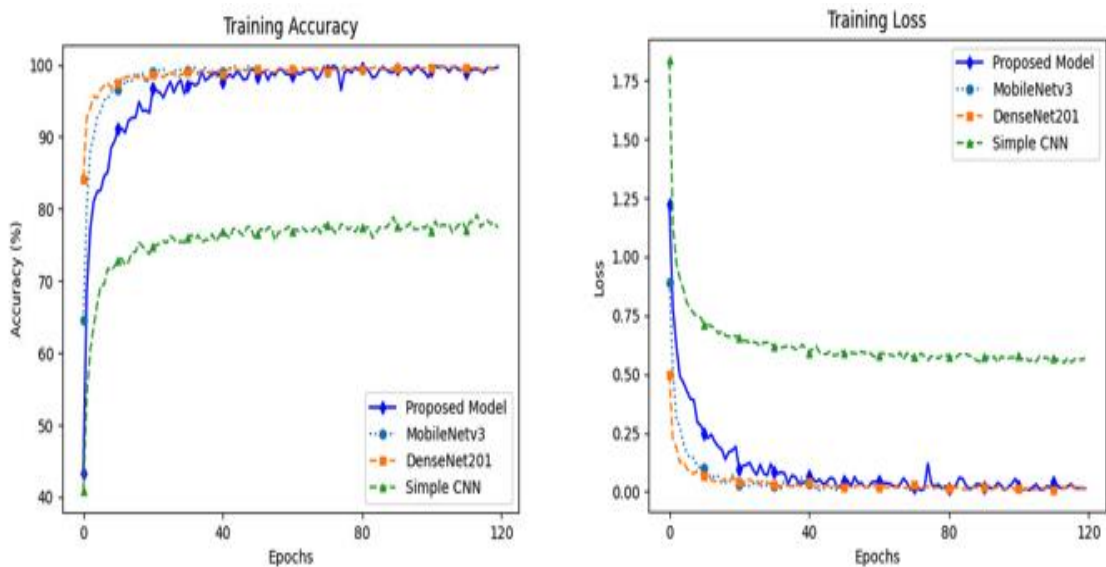 Training Accuracy
100
90
80
70
60
50
40
Accuracy (%)
0
40
80
120
Epochs
Proposed Model
MobileNetv3
DenseNet201
Simple CNN
Training Loss
1.75
1.50
1.25
1.00
0.75
0.50
0.25
0.00
Loss
0
40
80
120
Epochs
Proposed Model
MobileNetv3
DenseNet201
Simple CNN